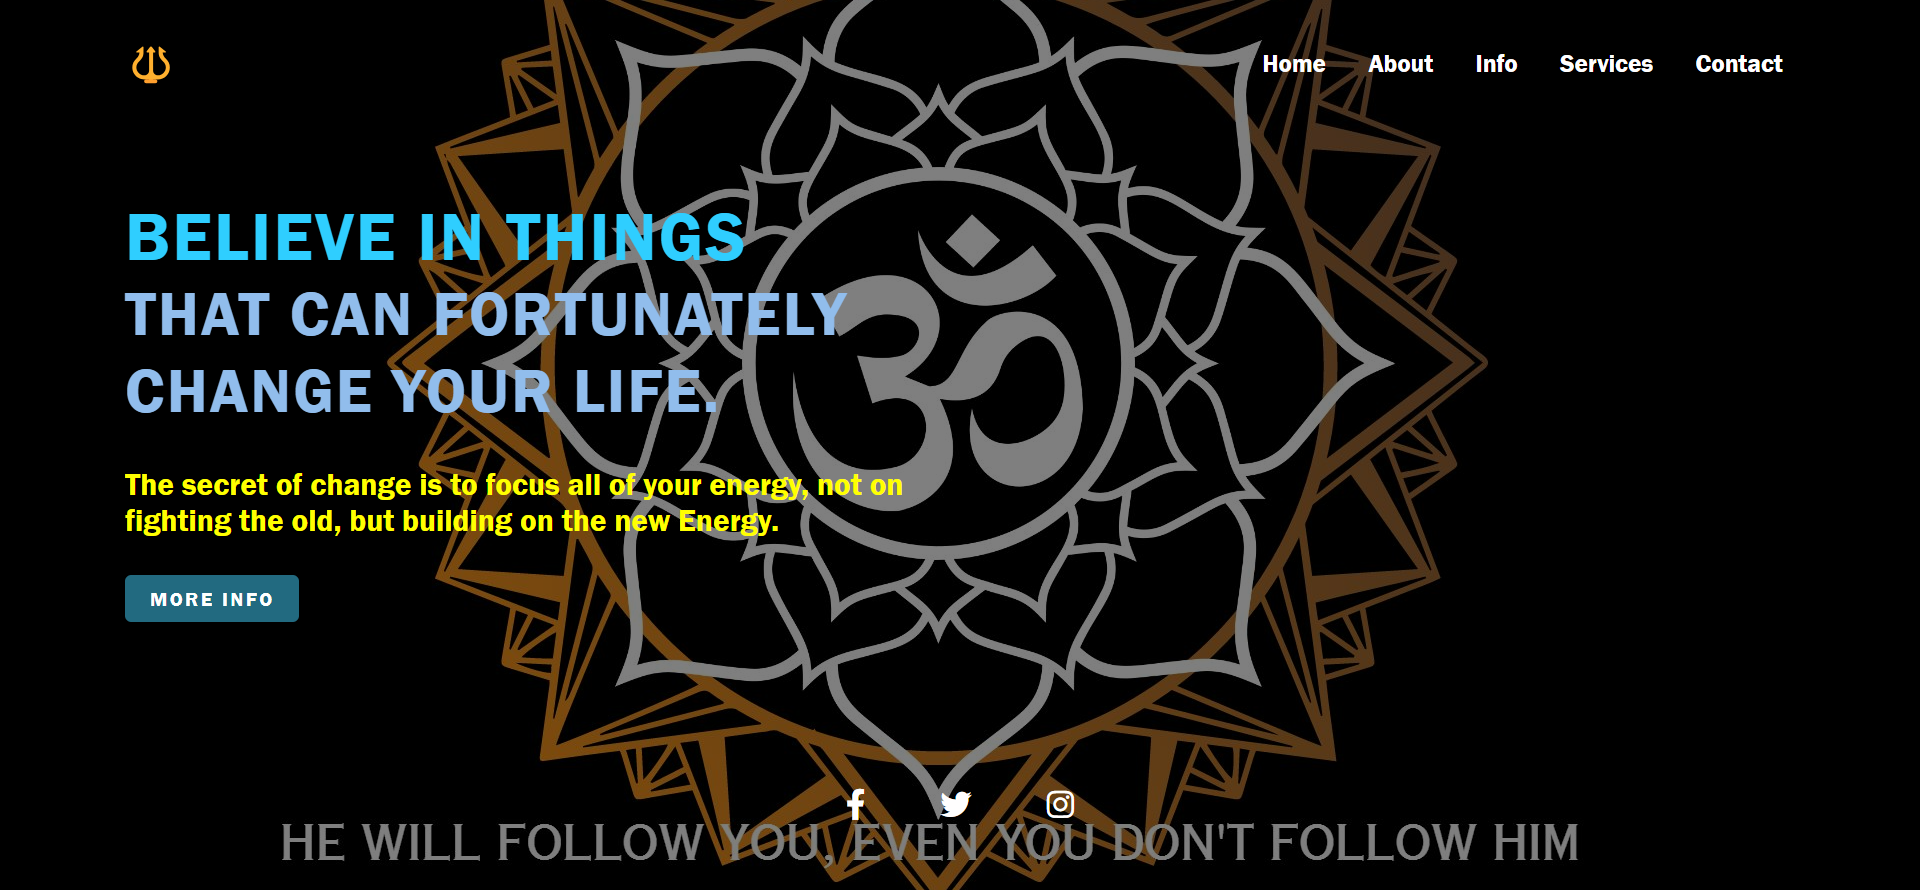 Home About Info Services Contact
BELIEVE IN THINGS
THAT CAN FORTUNATELY
CHANGE YOUR LIFE.
ॐ
The secret of change is to focus all of your energy, not on
fighting the old, but building on the new Energy.
MORE INFO
HE WILL FOLLOW YOU, EVEN YOU DON'T FOLLOW HIM